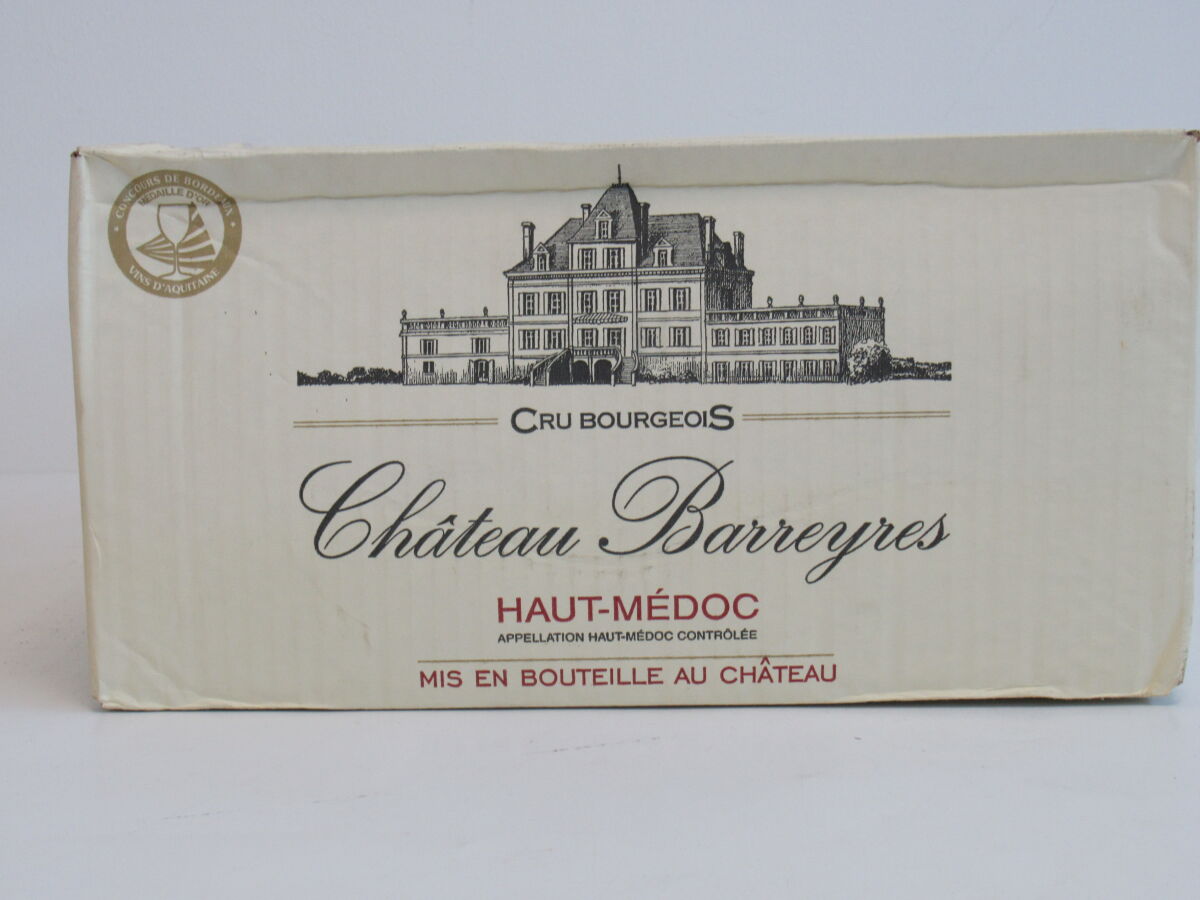 CONCOURS DE BORDEAUX
MÉDAILLE D'OR
VINS D'AQUITAINE
CRU BOURGEOIS
Château Barreyres
HAUT-MÉDOC
APPELLATION HAUT-MÉDOC CONTRÔLÉE
MIS EN BOUTEILLE AU CHÂTEAU